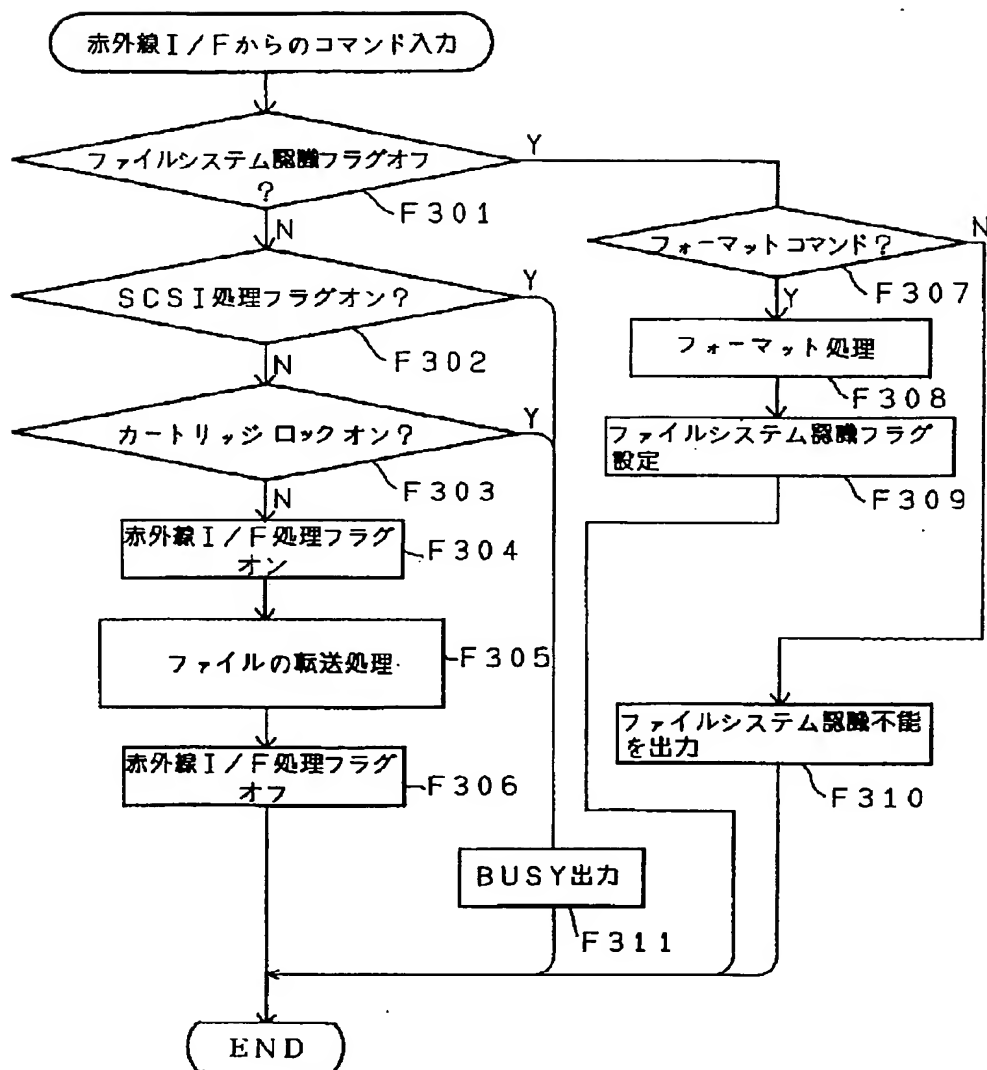 赤外線I/Fからのコマンド入力
ファイルシステム認識フラグオフ
?
Y
F301
N
SCSI処理フラグオン?
Y
F302
N
カートリッジロックオン?
Y
F303
N
赤外線I/F処理フラグ
オン
F304
ファイルの転送処理
F305
赤外線I/F処理フラグ
オフ
F306
フォーマットコマンド?
N
F307
Y
フォーマット処理
F308
ファイルシステム認識フラグ
設定
F309
ファイルシステム認識不能
を出力
F310
BUSY出力
F311
END